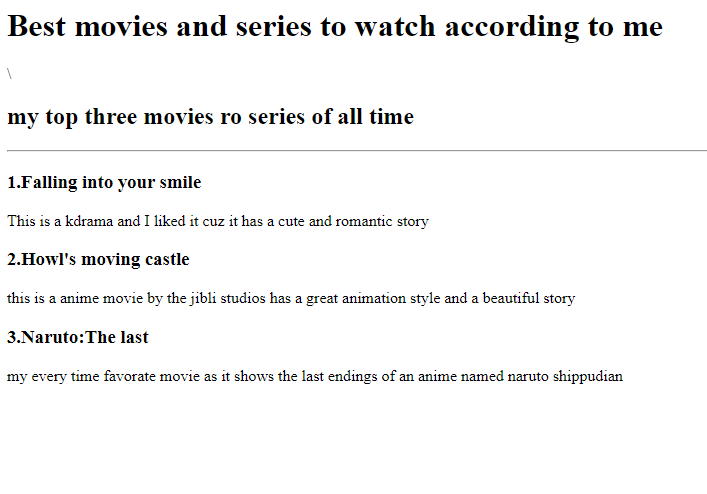 Best movies and series to watch according to me
\
my top three movies ro series of all time
1.Falling into your smile
This is a kdrama and I liked it cuz it has a cute and romantic story
2.Howl's moving castle
this is a anime movie by the jibli studios has a great animation style and a beautiful story
3.Naruto:The last
my every time favorate movie as it shows the last endings of an anime named naruto shippudian